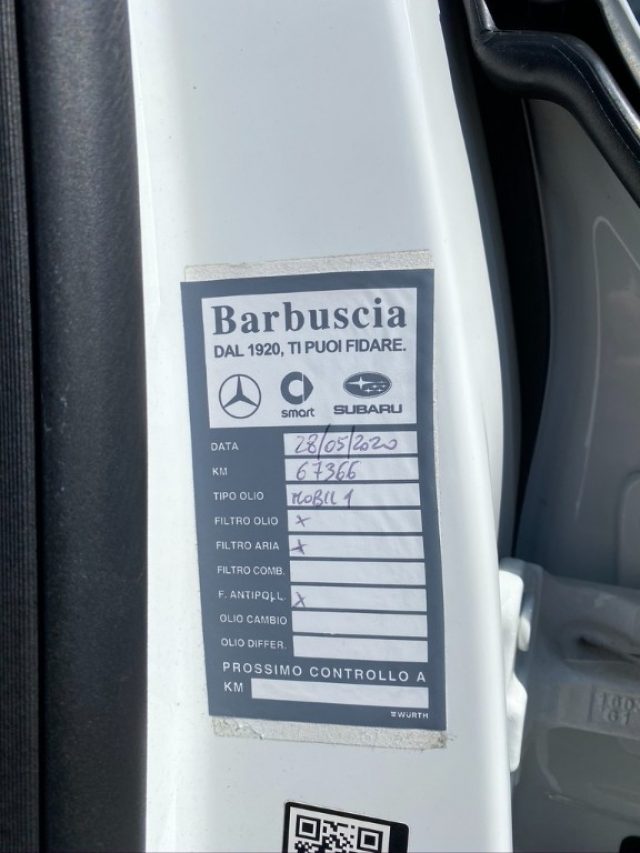 Barbuscia
DAL 1920, TI PUOI FIDARE.
smart SUBARU
DATA 28/05/2020
KM 67366
TIPO OLIO MOBIL 1
FILTRO OLIO x
FILTRO ARIA x
FILTRO COMB.
F. ANTIPOLL. x
OLIO CAMBIO
OLIO DIFFER.
PROSSIMO CONTROLLO A
KM
WÜRTH